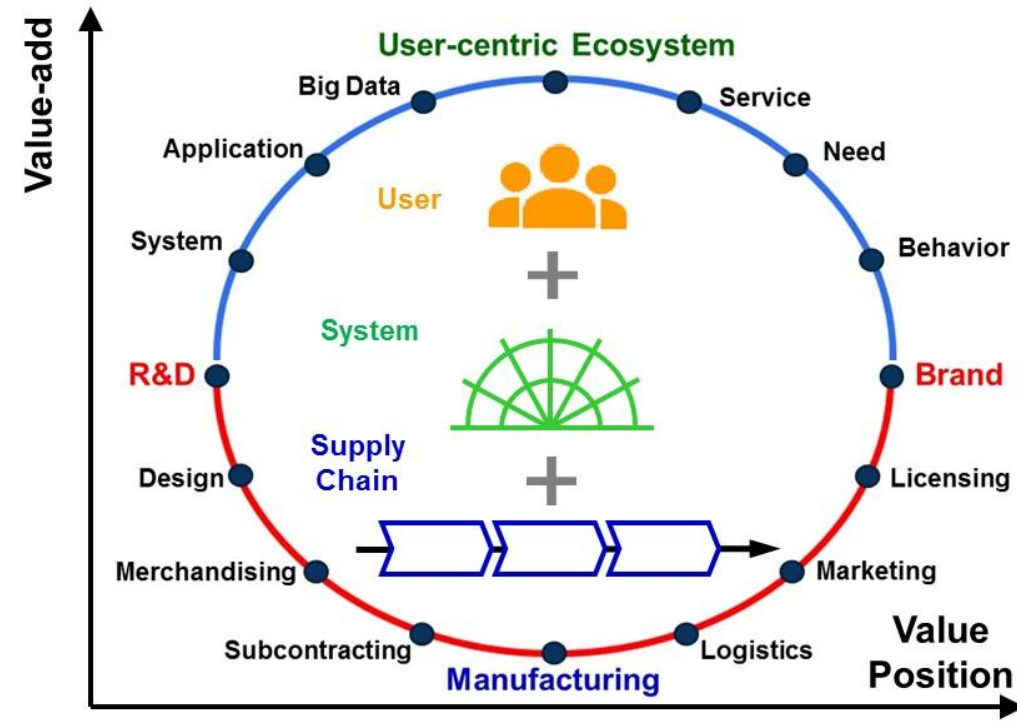 Value-add
User-centric Ecosystem
Big Data
Service
Application
Need
User
System
Behavior
System
R&D
Brand
Supply
Chain
Design
Licensing
Merchandising
Marketing
Subcontracting
Logistics
Manufacturing
Value
Position